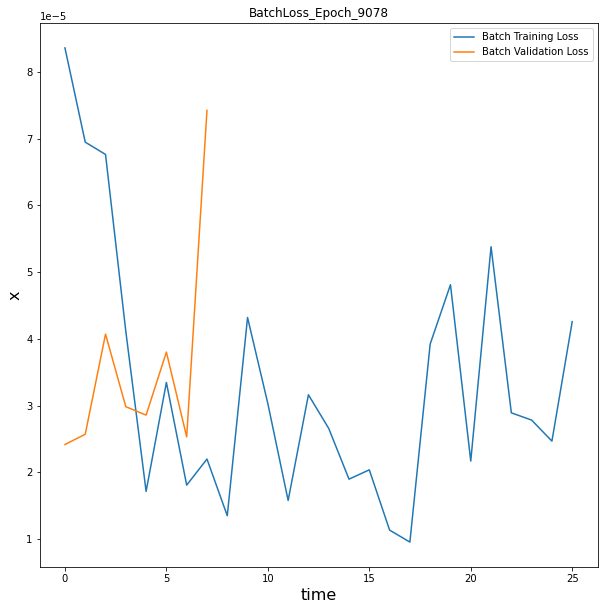 BatchLoss_Epoch_9078
1e−5
Batch Training Loss
Batch Validation Loss
8
7
6
5
4
3
2
1
x
0 5 10 15 20 25
time